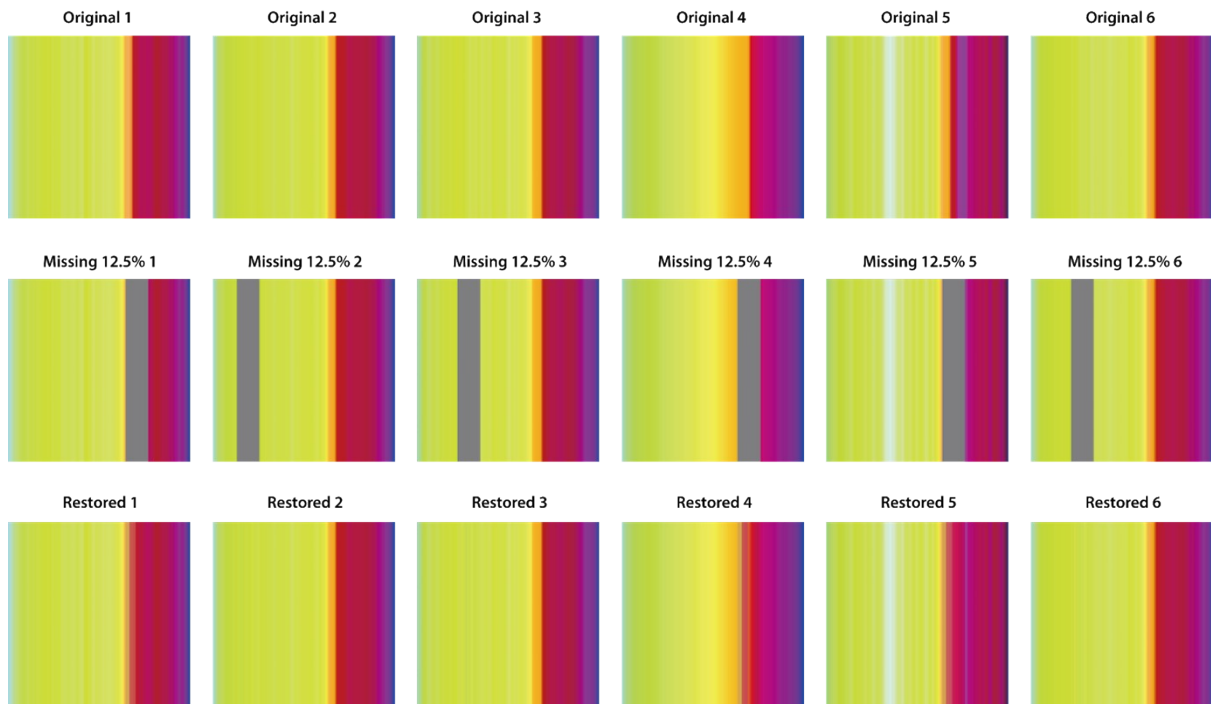 Original 1
Original 2
Original 3
Original 4
Original 5
Original 6
Missing 12.5% 1
Missing 12.5% 2
Missing 12.5% 3
Missing 12.5% 4
Missing 12.5% 5
Missing 12.5% 6
Restored 1
Restored 2
Restored 3
Restored 4
Restored 5
Restored 6